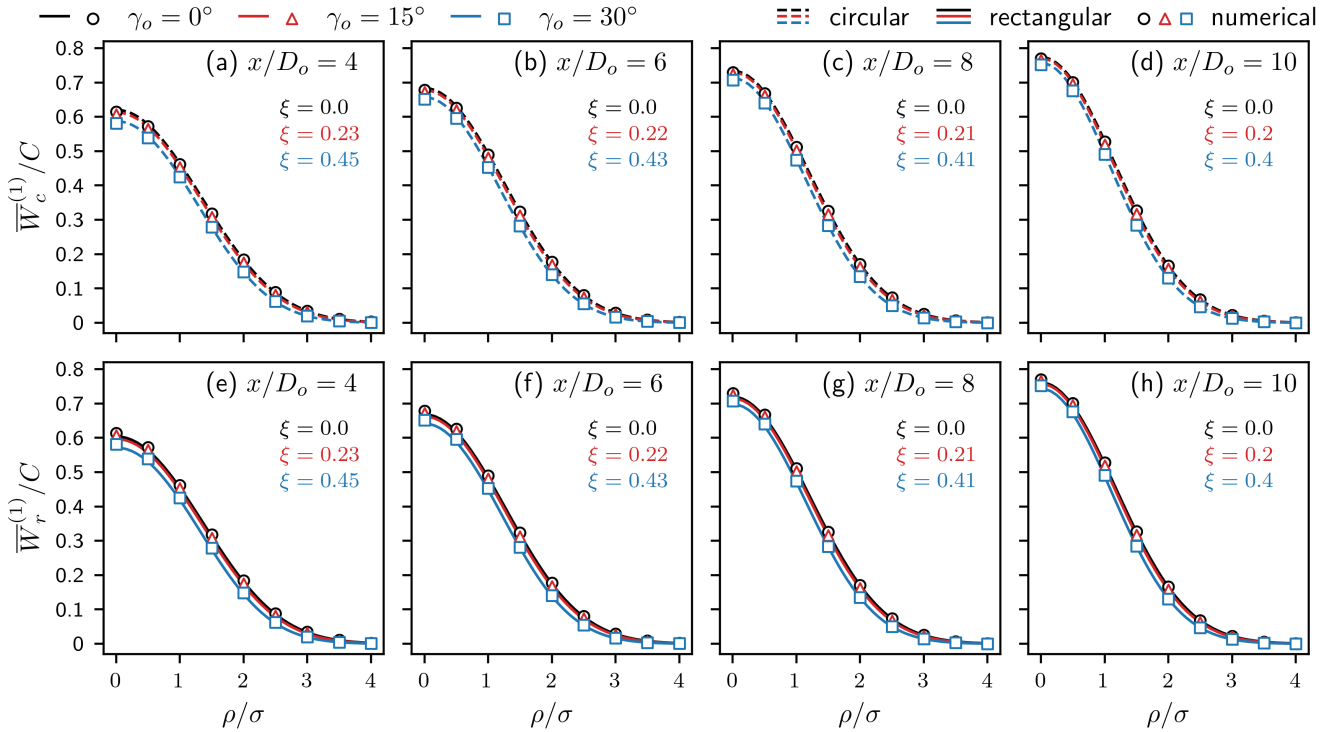 γₒ = 0° γₒ = 15° γₒ = 30° circular rectangular numerical
(a) x/Dₒ = 4
ξ = 0.0
ξ = 0.23
ξ = 0.45
(b) x/Dₒ = 6
ξ = 0.0
ξ = 0.22
ξ = 0.43
(c) x/Dₒ = 8
ξ = 0.0
ξ = 0.21
ξ = 0.41
(d) x/Dₒ = 10
ξ = 0.0
ξ = 0.2
ξ = 0.4
0.8
0.7
0.6
0.5
0.4
0.3
0.2
0.1
0
W̅_c^(1)/C
(e) x/Dₒ = 4
ξ = 0.0
ξ = 0.23
ξ = 0.45
(f) x/Dₒ = 6
ξ = 0.0
ξ = 0.22
ξ = 0.43
(g) x/Dₒ = 8
ξ = 0.0
ξ = 0.21
ξ = 0.41
(h) x/Dₒ = 10
ξ = 0.0
ξ = 0.2
ξ = 0.4
0.8
0.7
0.6
0.5
0.4
0.3
0.2
0.1
0
W̅_r^(1)/C
0 1 2 3 4 0 1 2 3 4 0 1 2 3 4 0 1 2 3 4
ρ/σ ρ/σ ρ/σ ρ/σ